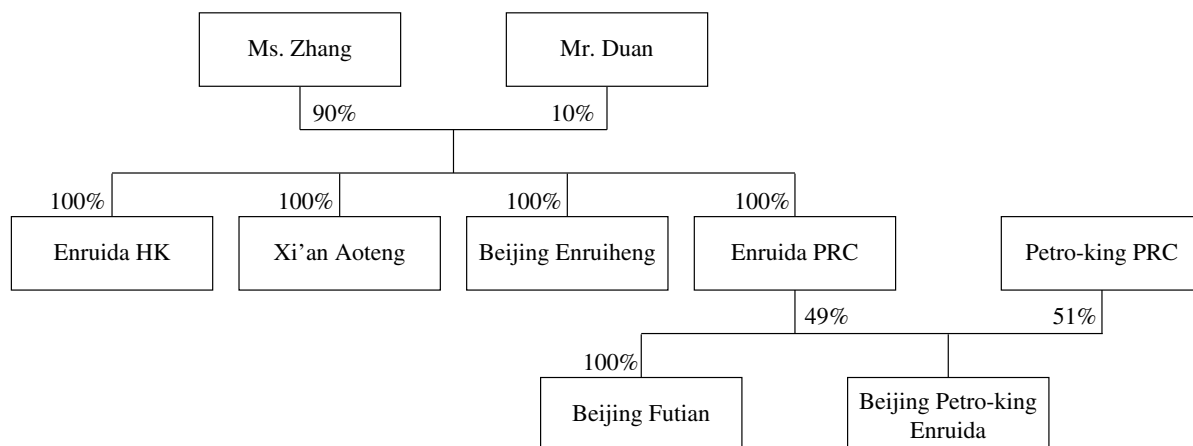 Ms. Zhang
Mr. Duan
90%
10%
100%
100%
100%
100%
Enruida HK
Xi’an Aoteng
Beijing Enruiheng
Enruida PRC
Petro-king PRC
49%
51%
100%
Beijing Futian
Beijing Petro-king
Enruida